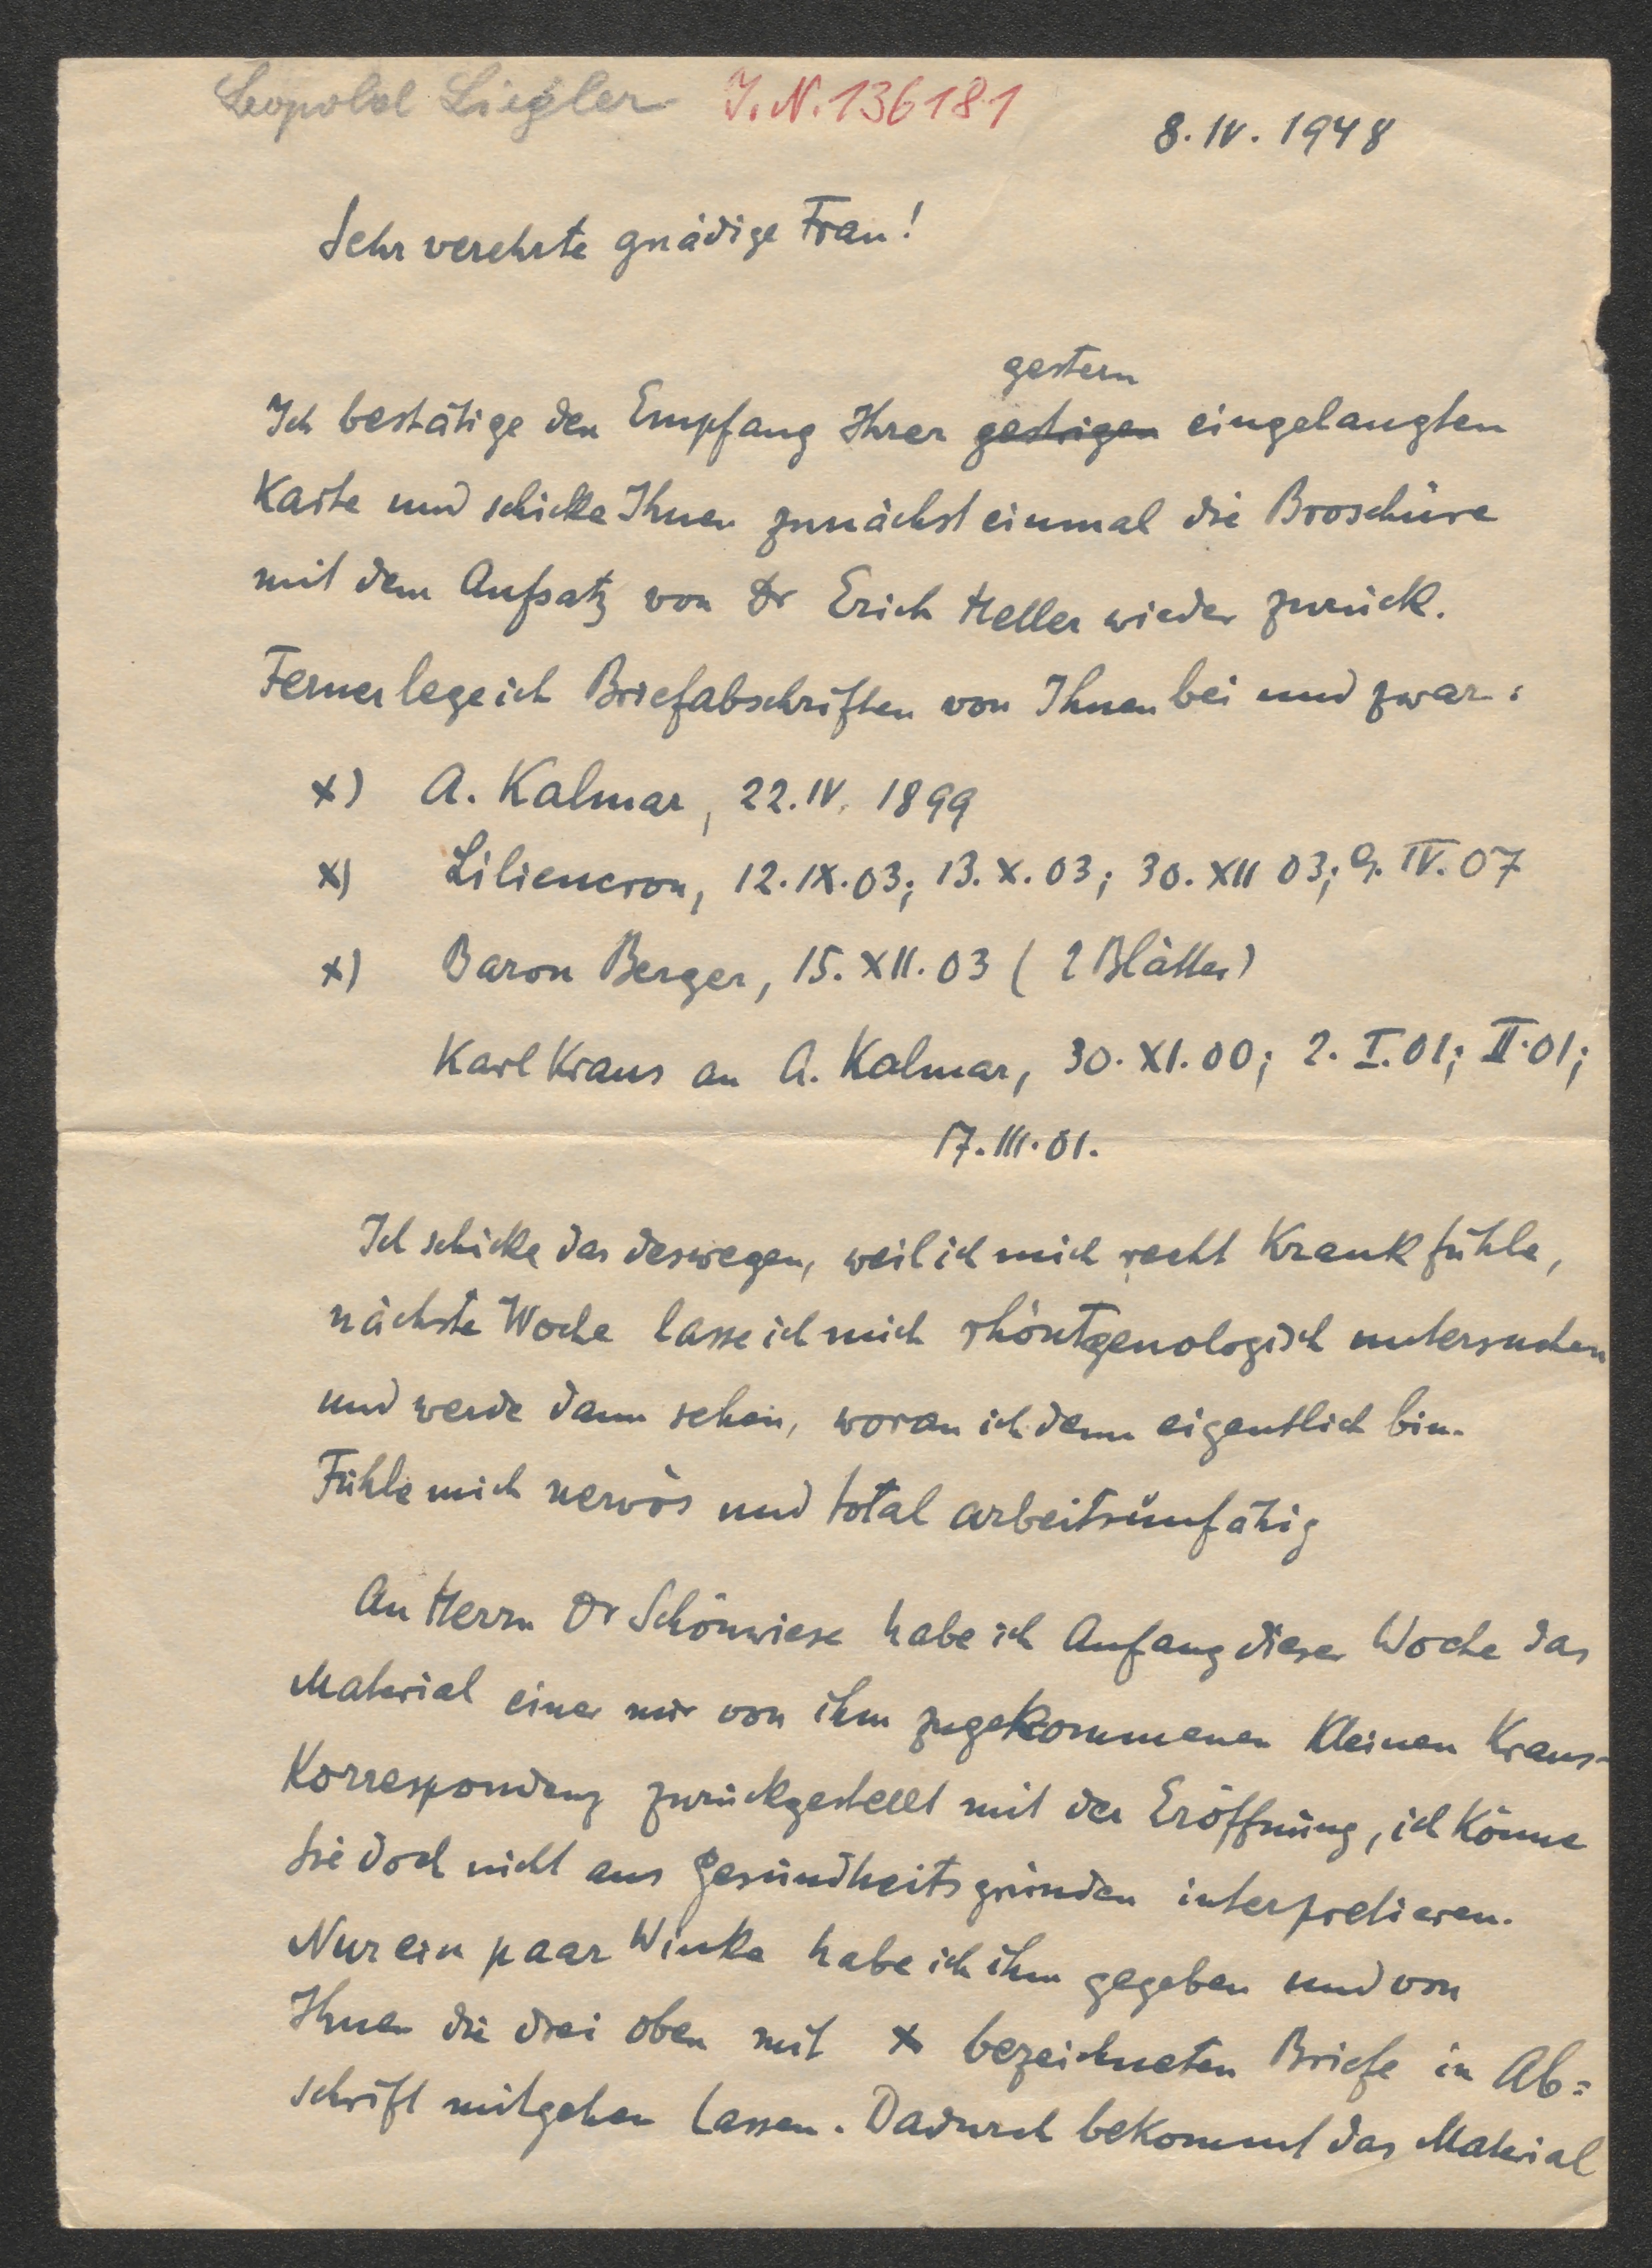 Leopold Liegler J.N.136181
8.IV.1948
Sehr verehrte gnädige Frau!
gestern
Ich bestätige den Empfang Ihrer gestrigen eingelangten
Karte und schicke Ihnen zunächst einmal die Broschüre
mit dem Aufsatz von Dr Erich Heller wieder zurück.
Ferner lege ich Briefabschriften von Ihnen bei und zwar:
x) A. Kalmar, 22.IV. 1899
x) Liliencron, 12.IX.03; 13.X.03; 30.XII 03; 9.IV.07
x) Baron Berger, 15.XII.03 (2 Blätter)
Karl Kraus an A. Kalmar, 30.XI.00; 2.I.01; II.01;
17.III.01.
Ich schicke das deswegen, weil ich mich recht krank fühle,
nächste Woche lasse ich mich rhöntgenologisch untersuchen
und werde dann sehen, woran ich denn eigentlich bin.
Fühle mich nervös und total arbeitsunfähig
An Herrn Dr Schönwiese habe ich Anfang dieser Woche das
Material einer mir von ihm zugekommenen kleinen Kraus-
Korrespondenz zurückgestellt mit der Eröffnung, ich könne
sie doch nicht aus Gesundheitsgründen interpretieren.
Nur ein paar Winke habe ich ihm gegeben und von
Ihnen die drei oben mit x bezeichneten Briefe in Ab=
schrift mitgehen lassen. Dadurch bekommt das Material